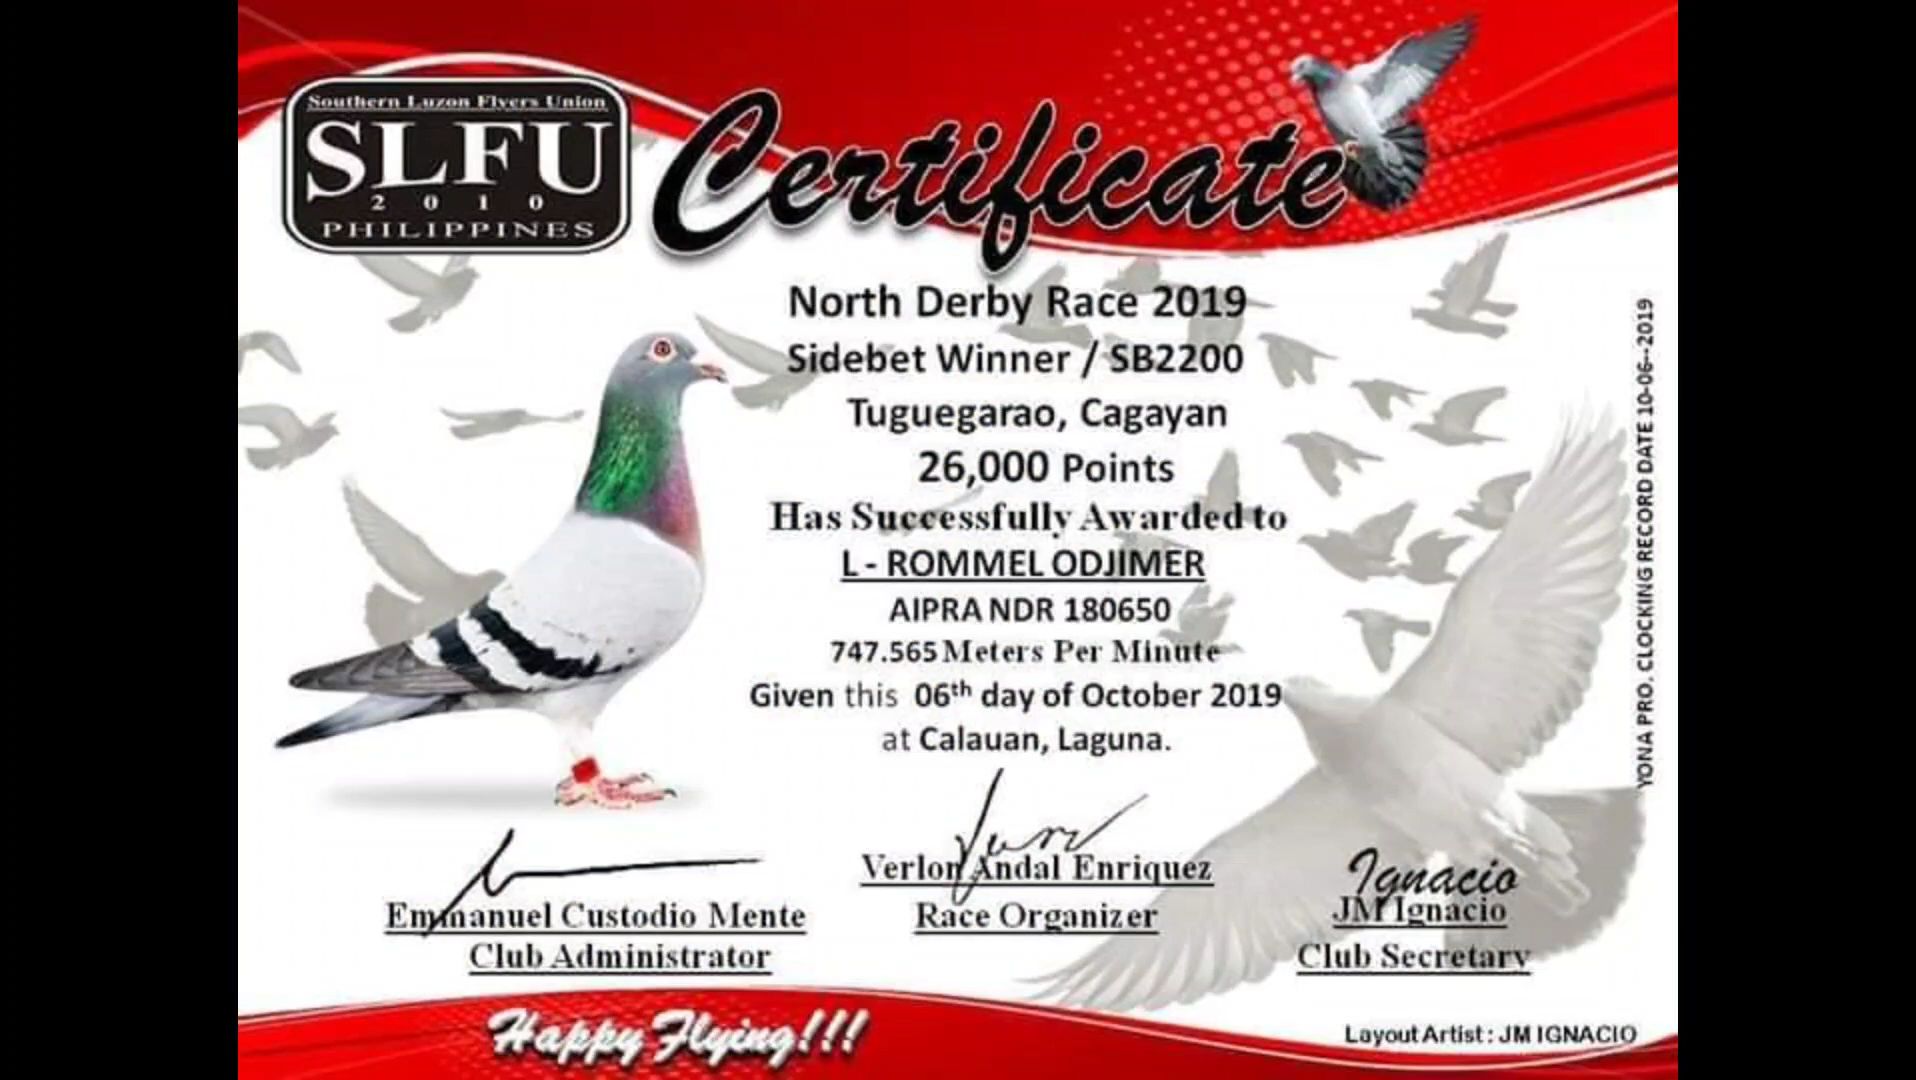 Southern Luzon Flyers Union
SLFU
2010
PHILIPPINES
Certificate
North Derby Race 2019
Sidebet Winner / SB2200
Tuguegarao, Cagayan
26,000 Points
Has Successfully Awarded to
L - ROMMEL ODJIMER
AIPRA NDR 180650
747.565 Meters Per Minute
Given this 06th day of October 2019
at Calauan, Laguna.
YONA PRO. CLOCKING RECORD DATE 10-06--2019
Emmanuel Custodio Mente
Club Administrator
Verlon Andal Enriquez
Race Organizer
Ignacio
JM Ignacio
Club Secretary
Happy Flying!!!
Layout Artist : JM IGNACIO